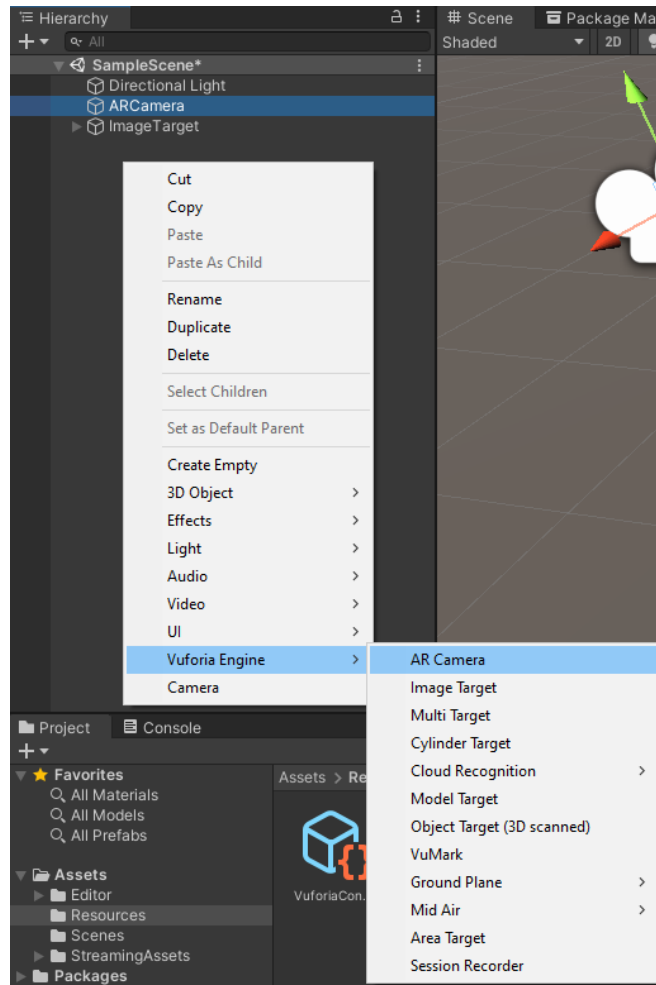 Hierarchy
# Scene
Package Ma
All
Shaded
2D
SampleScene*
Directional Light
ARCamera
ImageTarget
Cut
Copy
Paste
Paste As Child
Rename
Duplicate
Delete
Select Children
Set as Default Parent
Create Empty
3D Object
Effects
Light
Audio
Video
UI
Vuforia Engine
Camera
AR Camera
Image Target
Multi Target
Cylinder Target
Cloud Recognition
Model Target
Object Target (3D scanned)
VuMark
Ground Plane
Mid Air
Area Target
Session Recorder
Project
Console
Favorites
All Materials
All Models
All Prefabs
Assets
Editor
Resources
Scenes
StreamingAssets
Packages
Assets > Re
VuforiaCon.